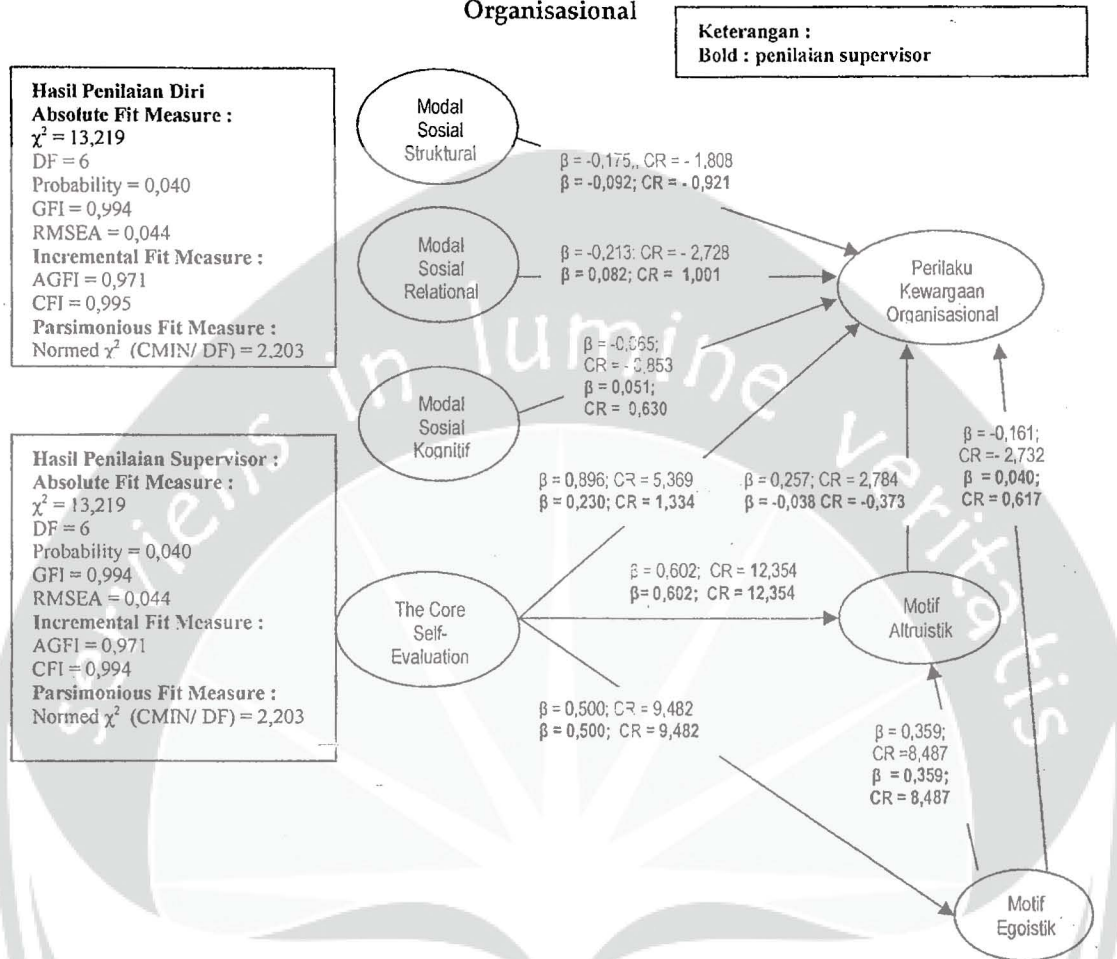 Organisasional
Keterangan :
Bold : penilaian supervisor
Hasil Penilaian Diri
Absolute Fit Measure :
χ² = 13,219
DF = 6
Probability = 0,040
GFI = 0,994
RMSEA = 0,044
Incremental Fit Measure :
AGFI = 0,971
CFI = 0,995
Parsimonious Fit Measure :
Normed χ² (CMIN/ DF) = 2,203
Hasil Penilaian Supervisor :
Absolute Fit Measure :
χ² = 13,219
DF = 6
Probability = 0,040
GFI = 0,994
RMSEA = 0,044
Incremental Fit Measure :
AGFI = 0,971
CFI = 0,994
Parsimonious Fit Measure :
Normed χ² (CMIN/ DF) = 2,203
Modal
Sosial
Struktural
β = -0,175,, CR = - 1,808
β = -0,092; CR = - 0,921
Modal
Sosial
Relational
β = -0,213: CR = - 2,728
β = 0,082; CR = 1,001
Perilaku
Kewargaan
Organisasional
Modal
Sosial
Kognitif
β = -0,065;
CR = - 0,853
β = 0,051;
CR = 0,630
β = 0,896; CR = 5,369
β = 0,230; CR = 1,334
β = 0,257; CR = 2,784
β = -0,038 CR = -0,373
β = -0,161;
CR = - 2,732
β = 0,040;
CR = 0,617
The Core
Self-
Evaluation
β = 0,602; CR = 12,354
β= 0,602; CR = 12,354
Motif
Altruistik
β = 0,500; CR = 9,482
β = 0,500; CR = 9,482
β = 0,359;
CR =8,487
β = 0,359;
CR = 8,487
Motif
Egoistik
serviens in lumine veritatis